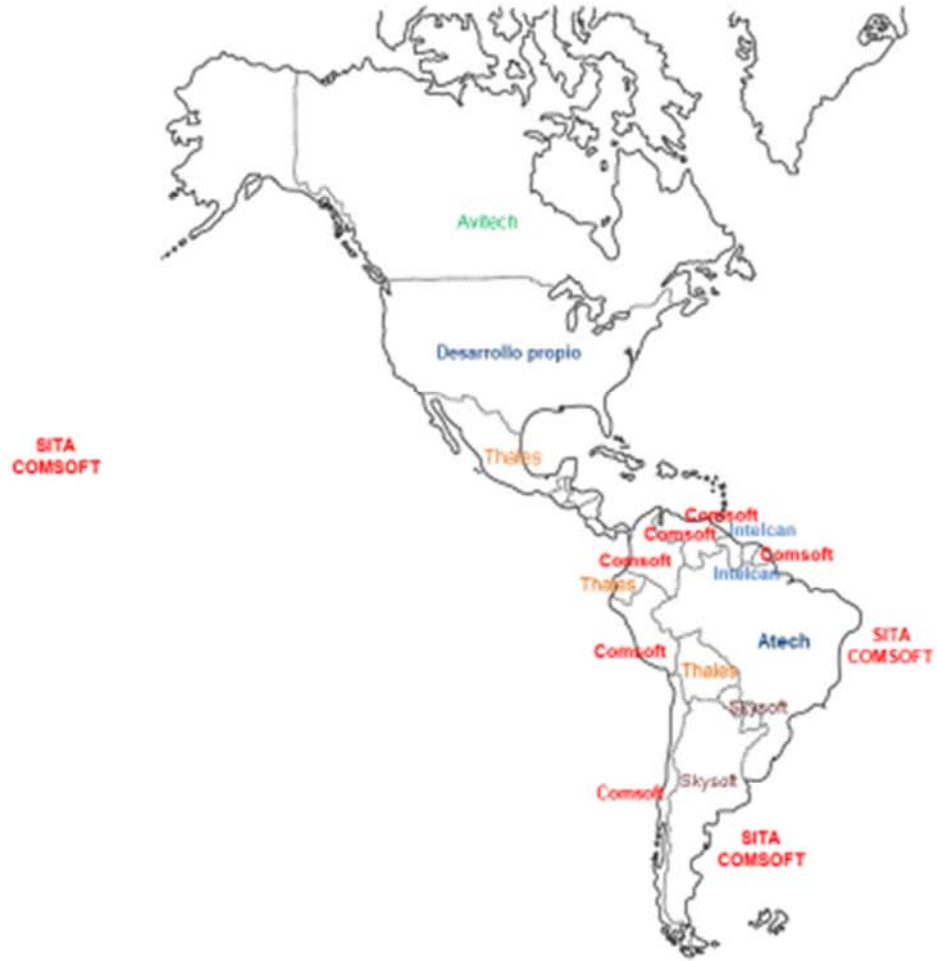 Avitech
Desarrollo propio
SITA
COMSOFT
Thales
Comsoft
Intelcan
Comsoft
Comsoft
Comsoft
Intelcan
Thales
SITA
COMSOFT
Atech
Comsoft
Thales
Skysoft
Skysoft
Comsoft
SITA
COMSOFT